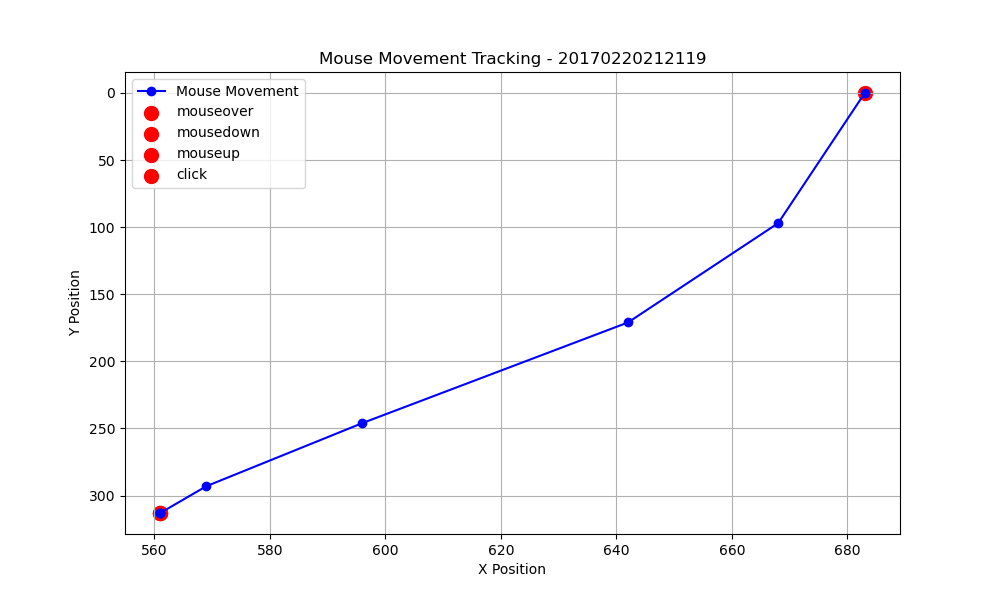 Mouse Movement Tracking - 20170220212119
Mouse Movement
mouseover
mousedown
mouseup
click
0
50
100
150
200
250
300
Y Position
560
580
600
620
640
660
680
X Position